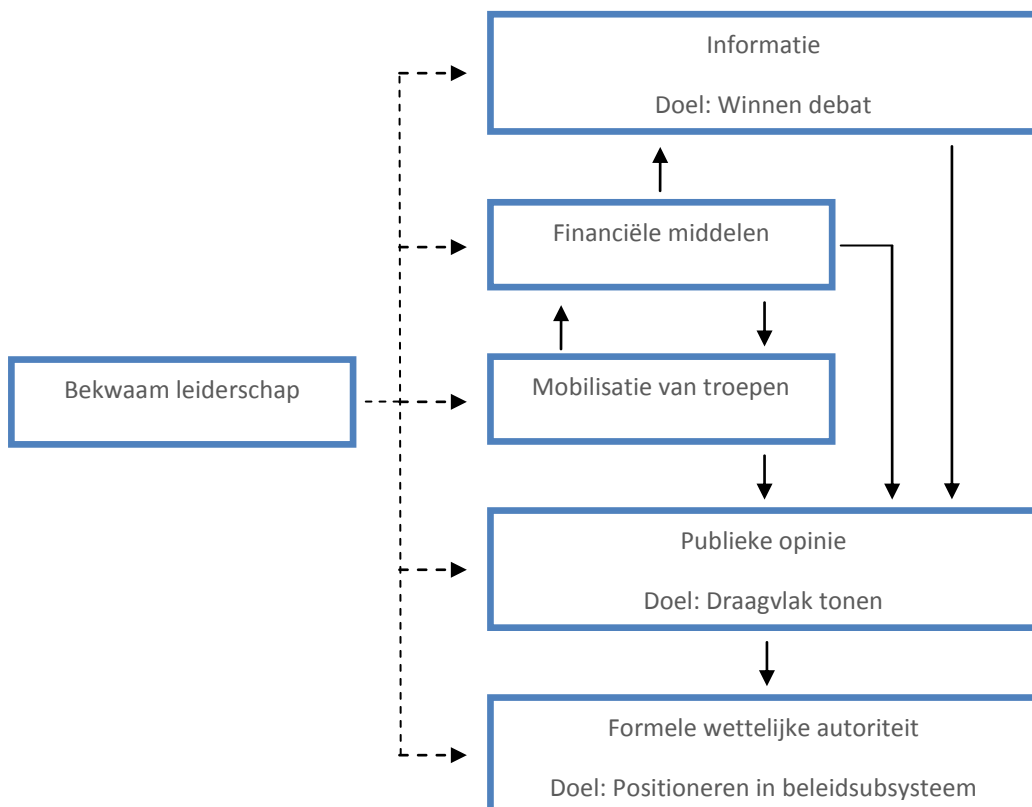 Informatie
Doel: Winnen debat
Financiële middelen
Bekwaam leiderschap
Mobilisatie van troepen
Publieke opinie
Doel: Draagvlak tonen
Formele wettelijke autoriteit
Doel: Positioneren in beleidsubsysteem